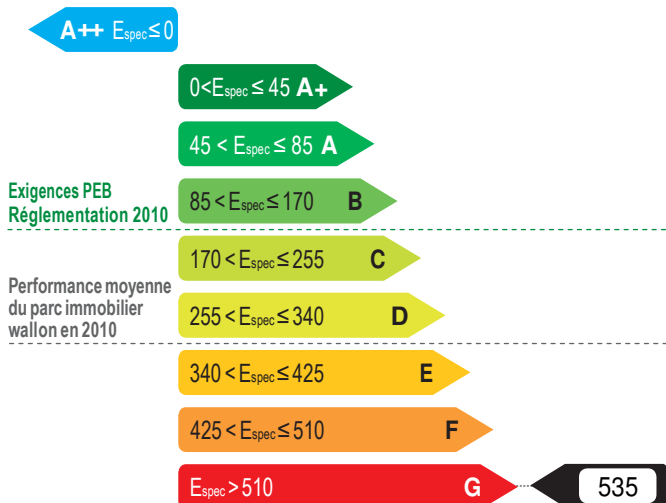 A++ Espec ≤ 0
0 < Espec ≤ 45 A+
45 < Espec ≤ 85 A
Exigences PEB
Réglementation 2010
85 < Espec ≤ 170 B
170 < Espec ≤ 255 C
Performance moyenne
du parc immobilier
wallon en 2010
255 < Espec ≤ 340 D
340 < Espec ≤ 425 E
425 < Espec ≤ 510 F
Espec > 510 G
535